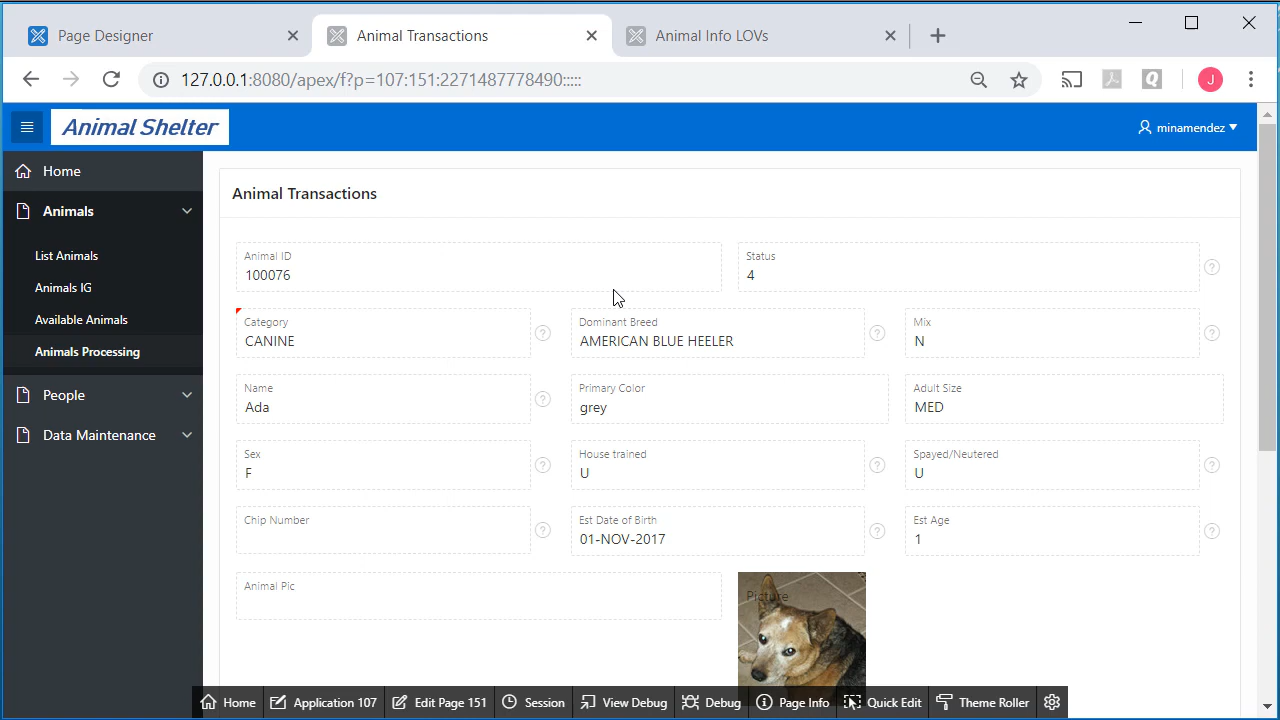 Page Designer
Animal Transactions
Animal Info LOVs
127.0.0.1:8080/apex/f?p=107:151:2271487778490:::::
J
Animal Shelter
minamendez
Home
Animals
List Animals
Animals IG
Available Animals
Animals Processing
People
Data Maintenance
Animal Transactions
Animal ID
100076
Status
4
Category
CANINE
Dominant Breed
AMERICAN BLUE HEELER
Mix
N
Name
Ada
Primary Color
grey
Adult Size
MED
Sex
F
House trained
U
Spayed/Neutered
U
Chip Number
Est Date of Birth
01-NOV-2017
Est Age
1
Animal Pic
Picture
Home
Application 107
Edit Page 151
Session
View Debug
Debug
Page Info
Quick Edit
Theme Roller